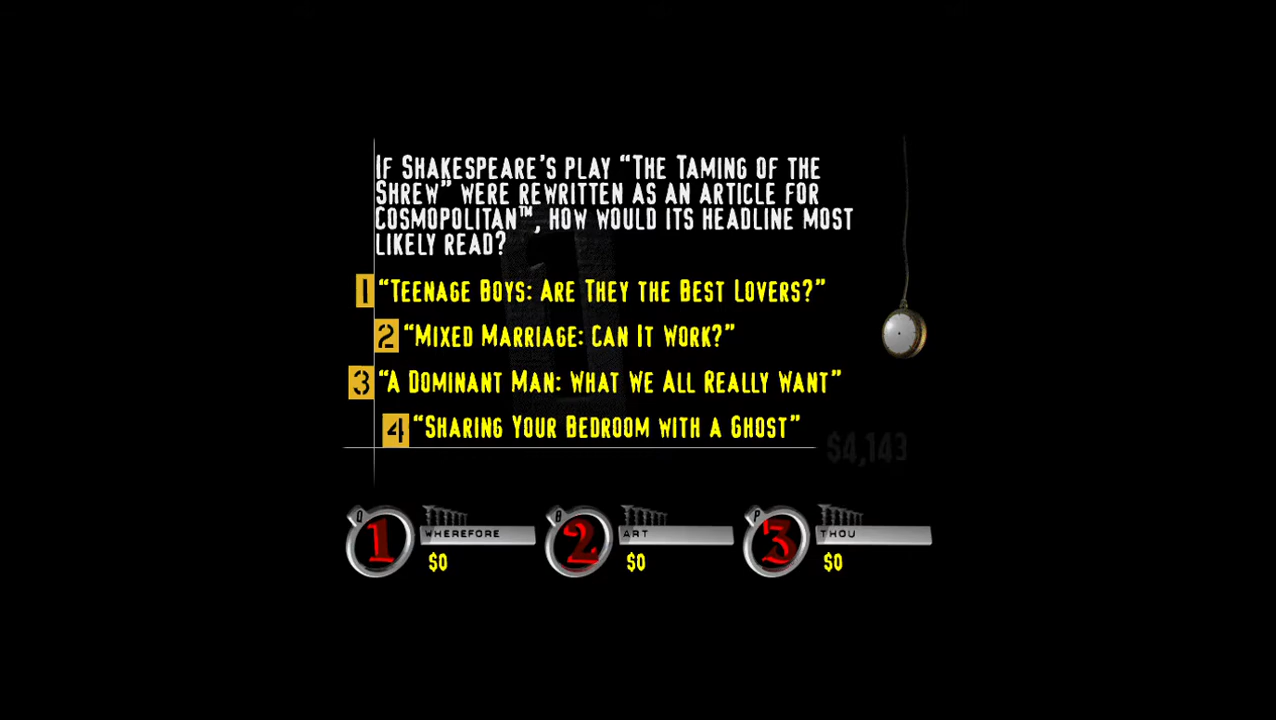 IF SHAKESPEARE'S PLAY “THE TAMING OF THE
SHREW” WERE REWRITTEN AS AN ARTICLE FOR
COSMOPOLITAN™, HOW WOULD ITS HEADLINE MOST
LIKELY READ?
1 “TEENAGE BOYS: ARE THEY THE BEST LOVERS?”
2 “MIXED MARRIAGE: CAN IT WORK?”
3 “A DOMINANT MAN: WHAT WE ALL REALLY WANT”
4 “SHARING YOUR BEDROOM WITH A GHOST”
$4,143
Q 1 WHEREFORE B 2 ART P 3 THOU
$0 $0 $0